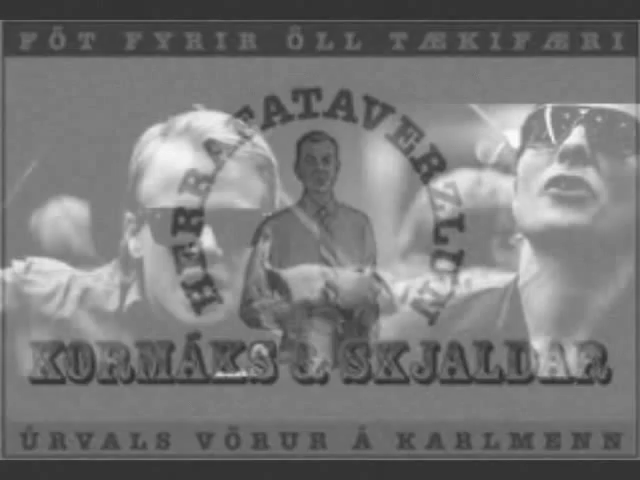 FÖT FYRIR ÖLL TÆKIFÆRI
HERRAFATAVERZLUN
KORMÁKS & SKJALDAR
ÚRVALS VÖRUR Á KARLMENN